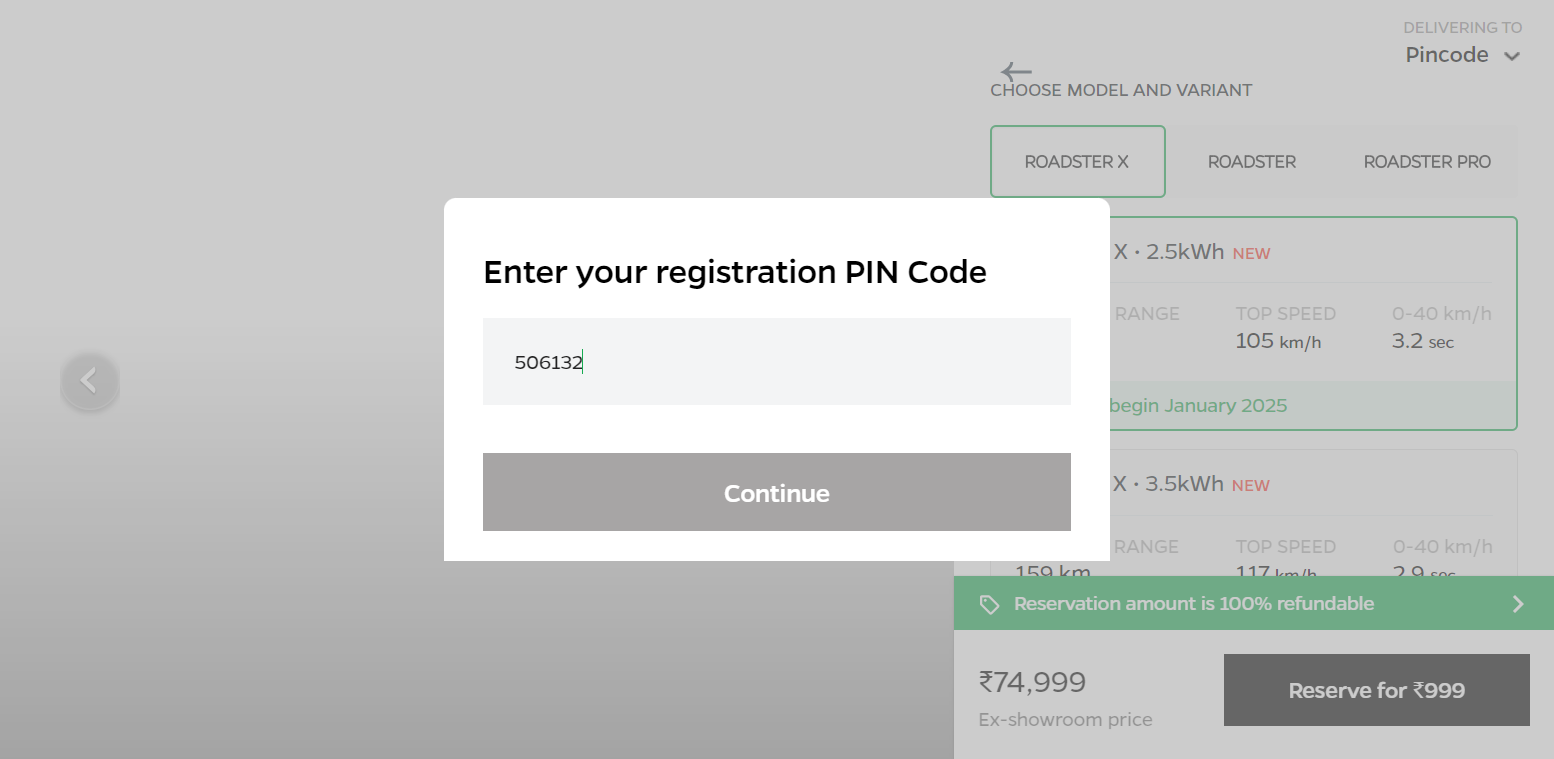 DELIVERING TO
Pincode
CHOOSE MODEL AND VARIANT
ROADSTER X ROADSTER ROADSTER PRO
Enter your registration PIN Code
506132
Continue
X • 2.5kWh NEW
RANGE TOP SPEED 0-40 km/h
105 km/h 3.2 sec
begin January 2025
X • 3.5kWh NEW
RANGE TOP SPEED 0-40 km/h
159 km 117 km/h 2.9 sec
Reservation amount is 100% refundable
₹74,999
Ex-showroom price
Reserve for ₹999